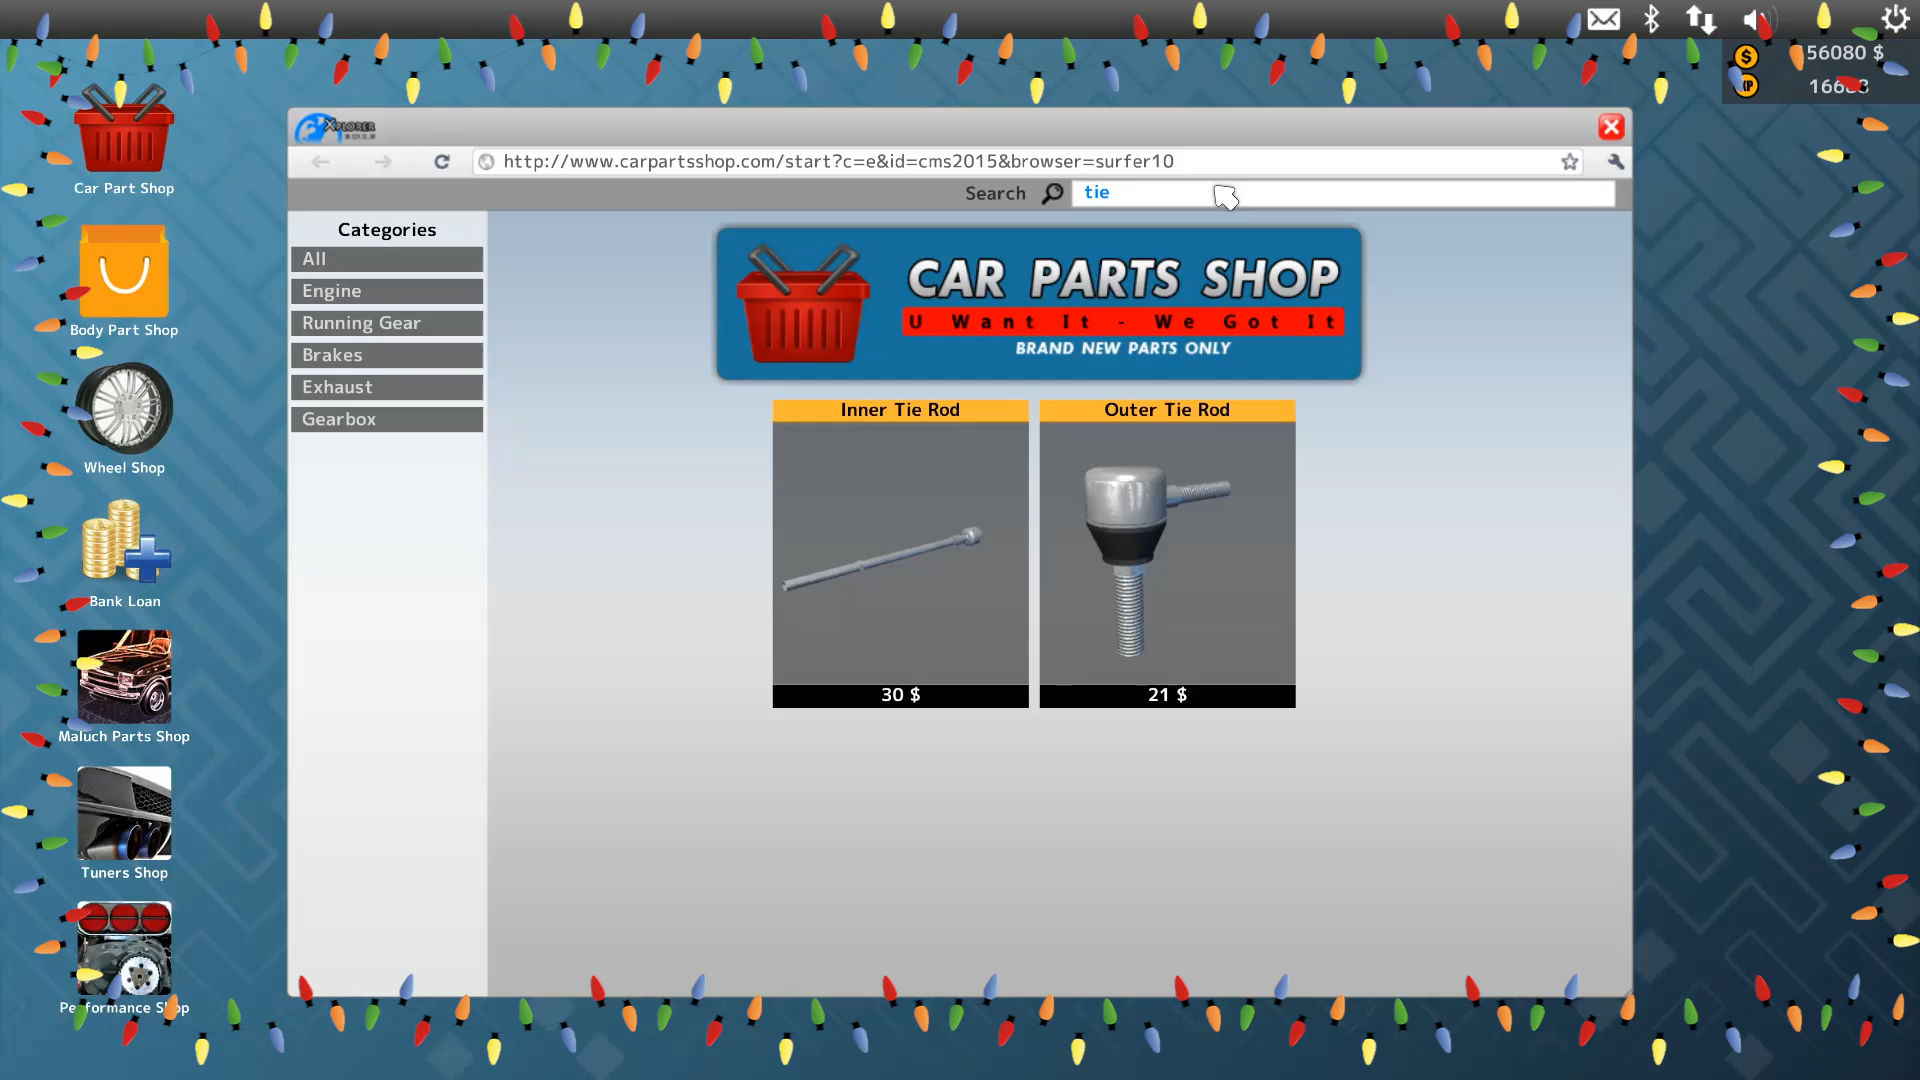 56080 $
Car Part Shop
Body Part Shop
Wheel Shop
Bank Loan
Maluch Parts Shop
Tuners Shop
XPLORER
http://www.carpartsshop.com/start?c=e&id=cms2015&browser=surfer10
Search
tie
Categories
All
Engine
Running Gear
Brakes
Exhaust
Gearbox
CAR PARTS SHOP
U Want It - We Got It
BRAND NEW PARTS ONLY
Inner Tie Rod
30 $
Outer Tie Rod
21 $